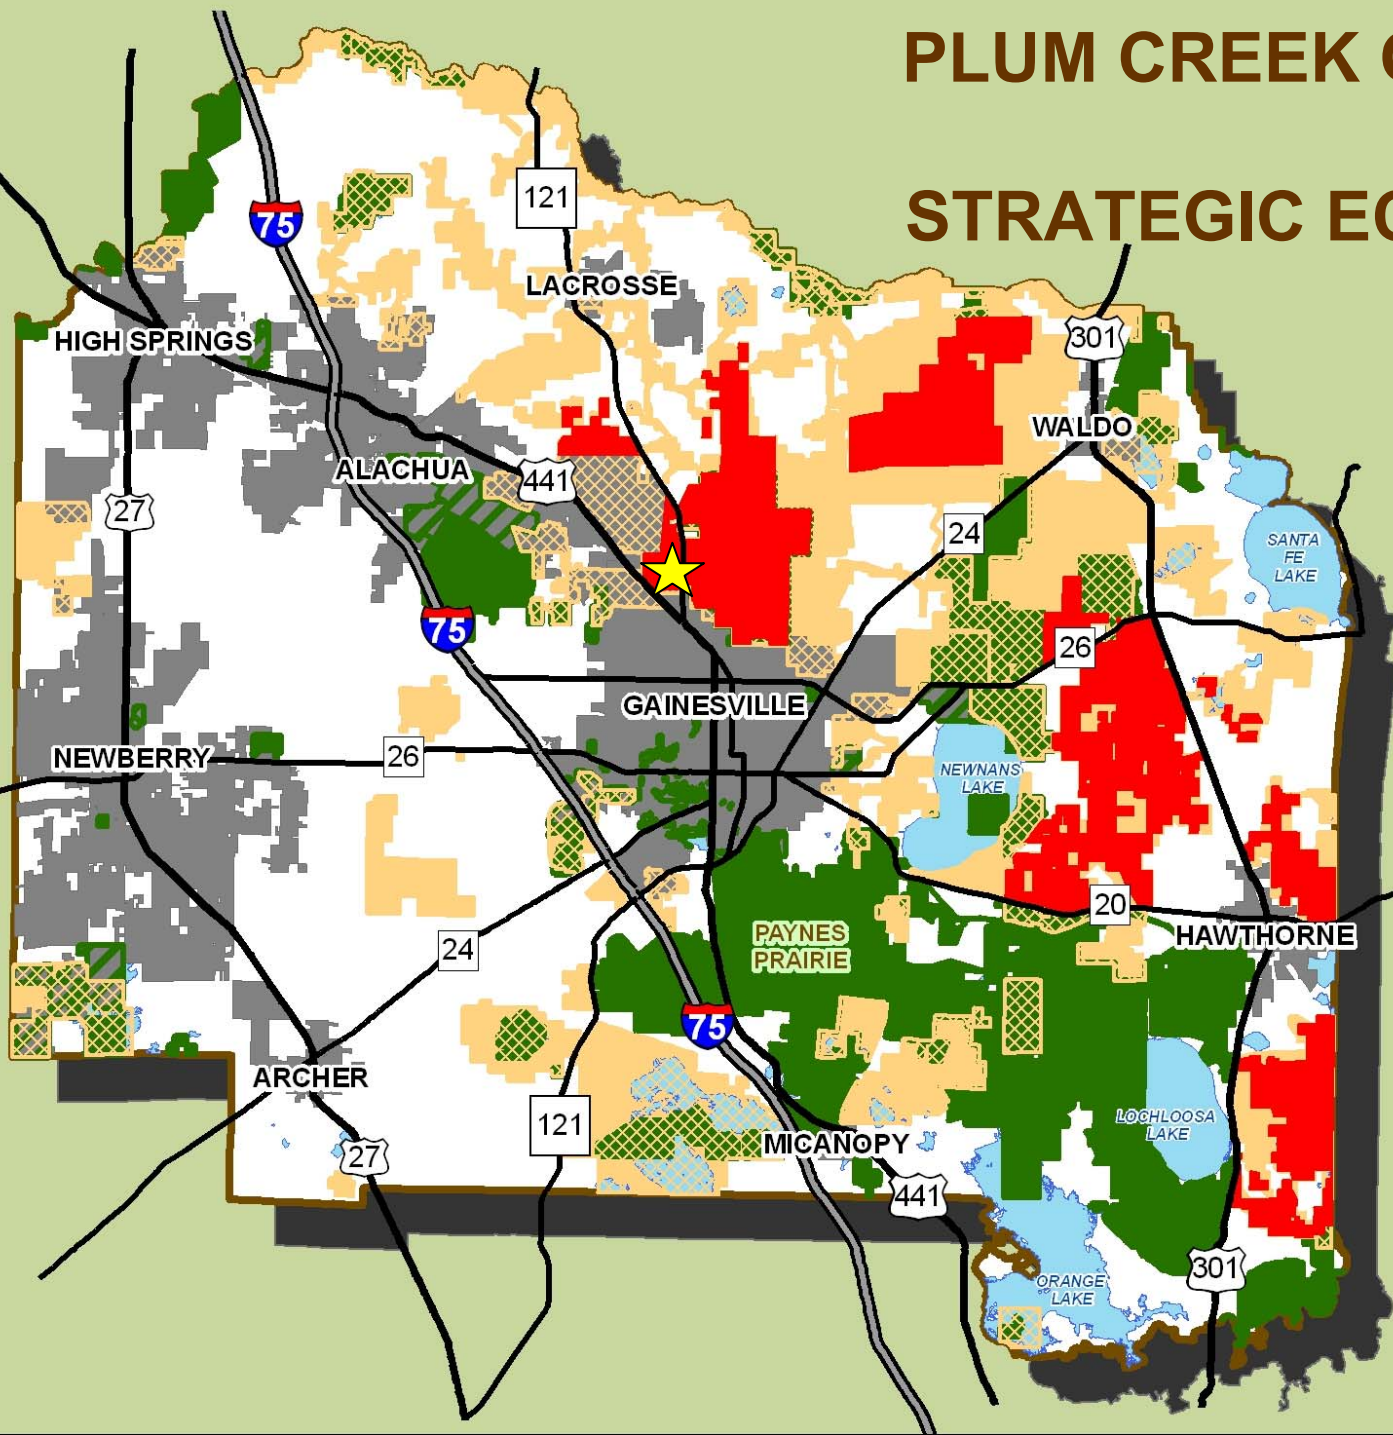 PLUM CREEK
STRATEGIC
75
121
LACROSSE
301
HIGH SPRINGS
WALDO
ALACHUA
441
27
24
SANTA
FE
LAKE
75
26
GAINESVILLE
NEWBERRY
26
NEWNANS
LAKE
20
PAYNES
PRAIRIE
HAWTHORNE
24
75
ARCHER
121
LOCHLOOSA
LAKE
MICANOPY
27
441
301
ORANGE
LAKE